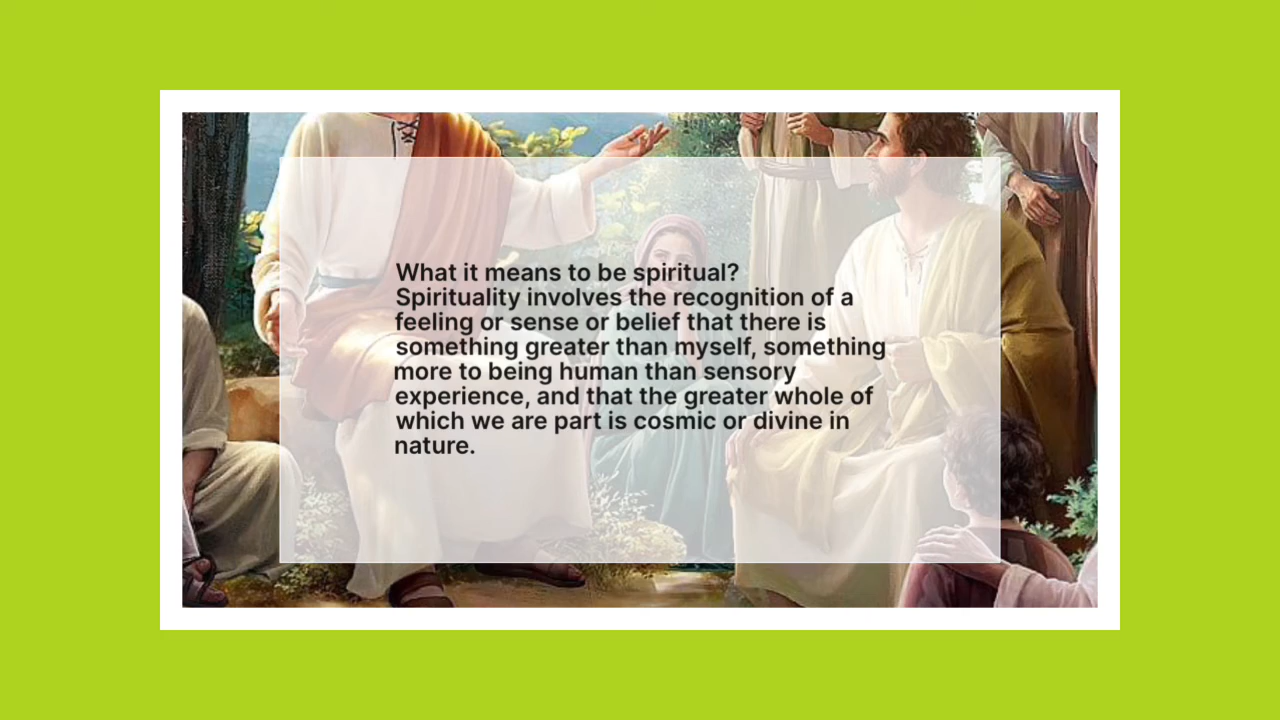 What it means to be spiritual?
Spirituality involves the recognition of a
feeling or sense or belief that there is
something greater than myself, something
more to being human than sensory
experience, and that the greater whole of
which we are part is cosmic or divine in
nature.